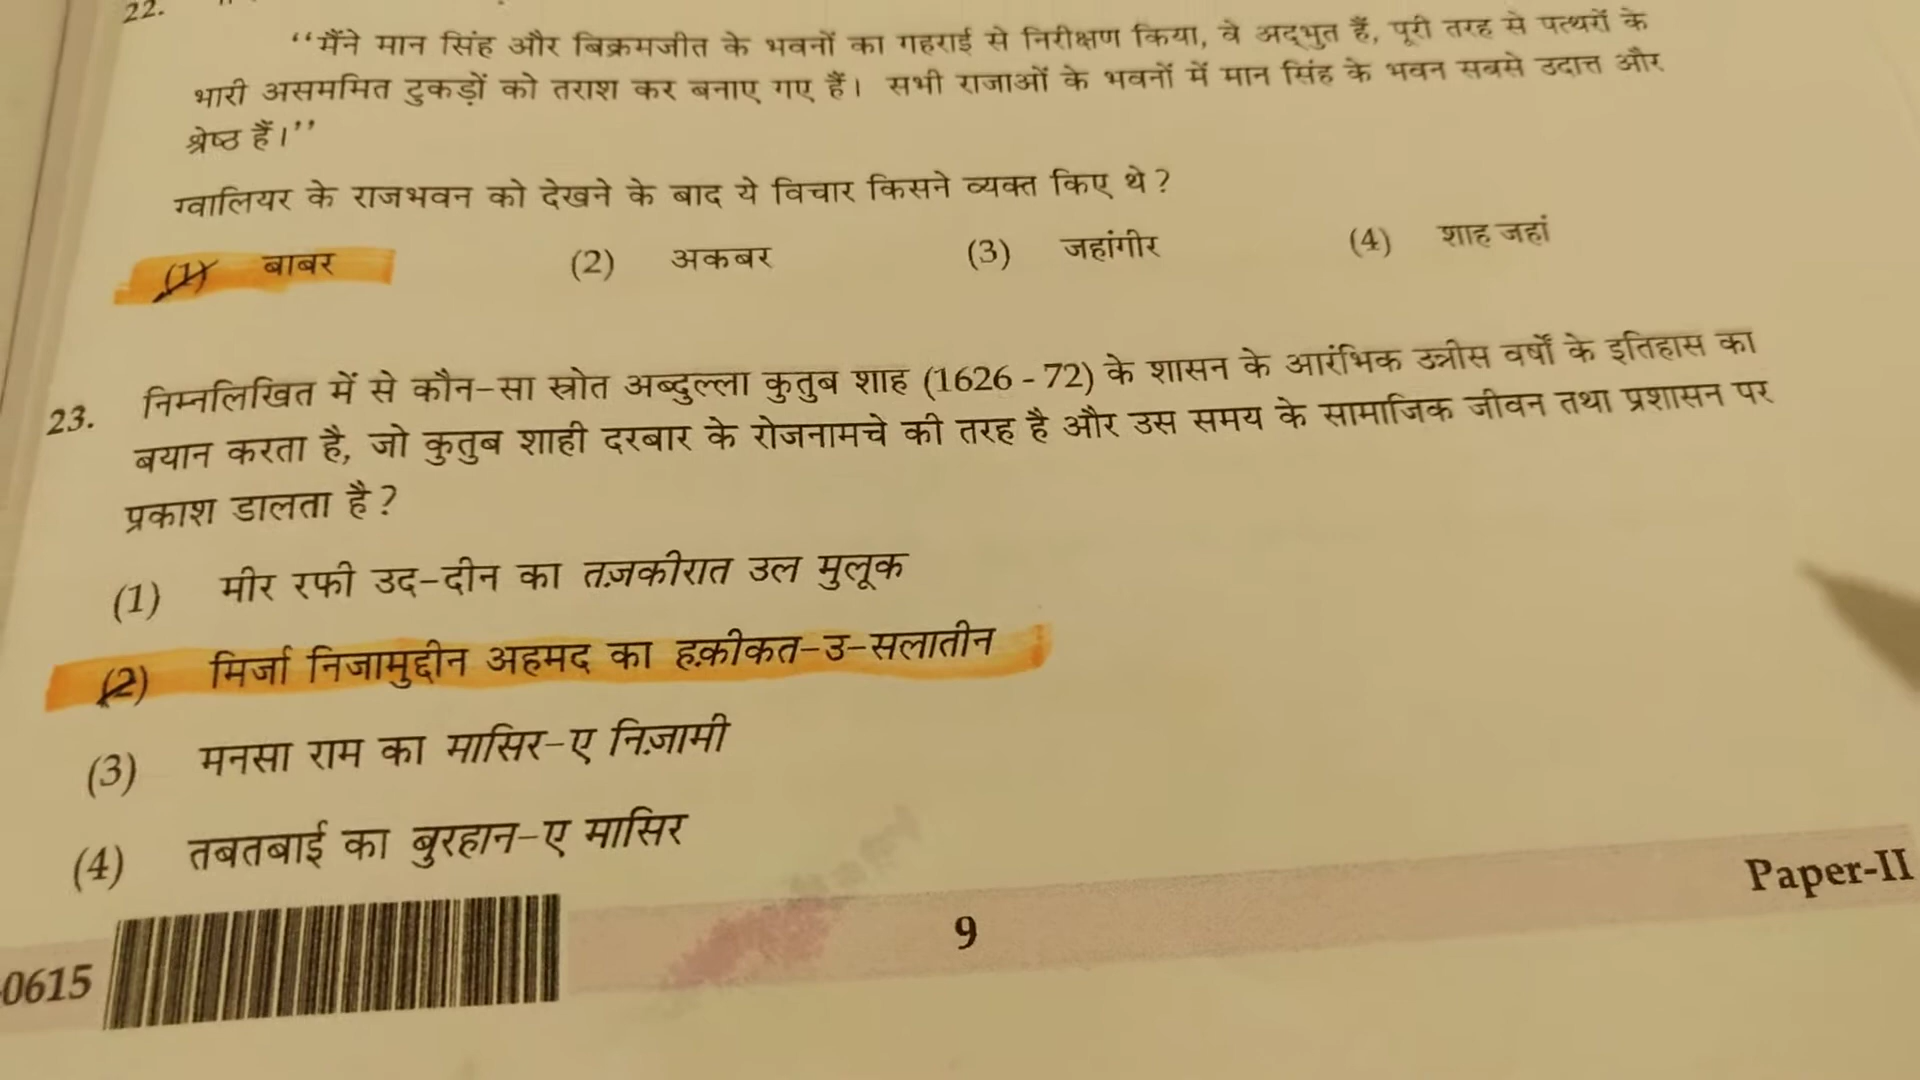 22.
‘‘मैंने मान सिंह और बिक्रमजीत के भवनों का गहराई से निरीक्षण किया, वे अद्भुत हैं, पूरी तरह से पत्थरों के
भारी असममित टुकड़ों को तराश कर बनाए गए हैं। सभी राजाओं के भवनों में मान सिंह के भवन सबसे उदात्त और
श्रेष्ठ हैं।’’
ग्वालियर के राजभवन को देखने के बाद ये विचार किसने व्यक्त किए थे?
(1) बाबर (2) अकबर (3) जहांगीर (4) शाह जहां
23. निम्नलिखित में से कौन-सा स्रोत अब्दुल्ला कुतुब शाह (1626 - 72) के शासन के आरंभिक उन्नीस वर्षों के इतिहास का
बयान करता है, जो कुतुब शाही दरबार के रोजनामचे की तरह है और उस समय के सामाजिक जीवन तथा प्रशासन पर
प्रकाश डालता है?
(1) मीर रफी उद-दीन का तज़कीरात उल मुलूक
(2) मिर्जा निजामुद्दीन अहमद का हक़ीकत-उ-सलातीन
(3) मनसा राम का मासिर-ए निज़ामी
(4) तबतबाई का बुरहान-ए मासिर
0615 9 Paper-II